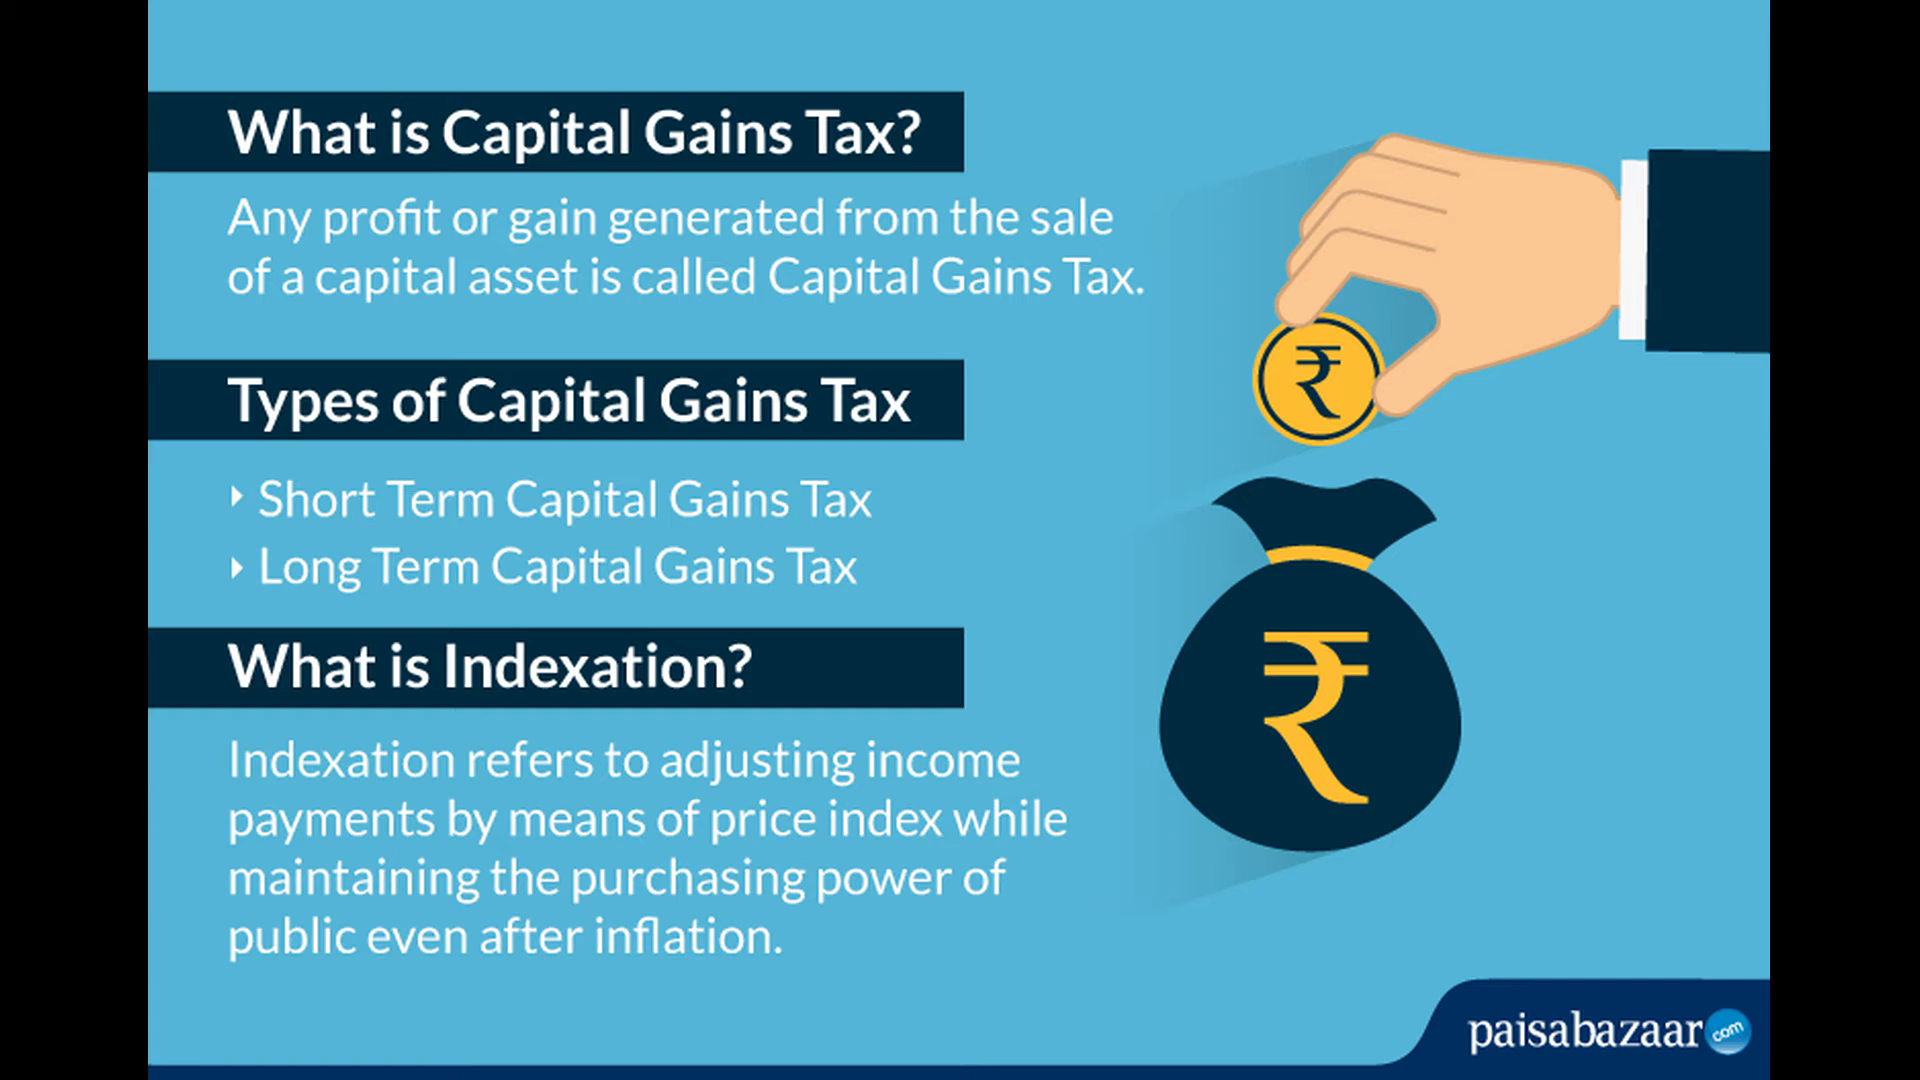 What is Capital Gains Tax?
Any profit or gain generated from the sale
of a capital asset is called Capital Gains Tax.
Types of Capital Gains Tax
Short Term Capital Gains Tax
Long Term Capital Gains Tax
What is Indexation?
Indexation refers to adjusting income
payments by means of price index while
maintaining the purchasing power of
public even after inflation.
₹
₹
paisabazaar com